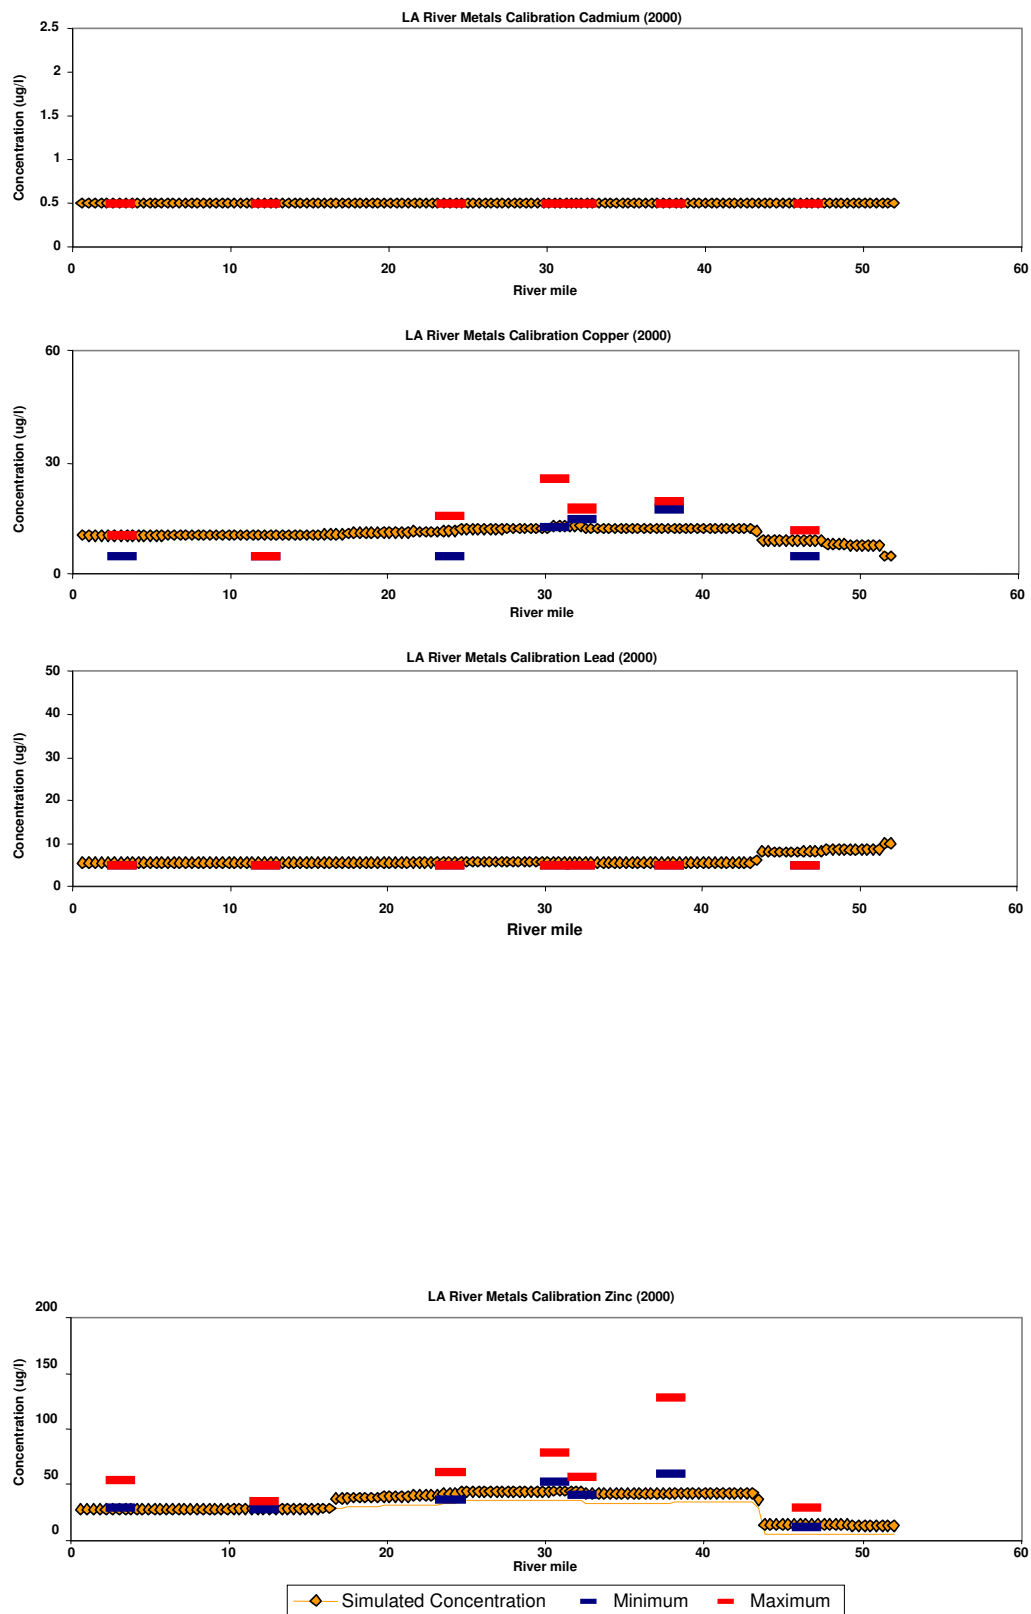 LA River Metals Calibration Cadmium (2000)
Concentration (ug/l)
2.5
2
1.5
1
0.5
0
0 10 20 30 40 50 60
River mile
LA River Metals Calibration Copper (2000)
Concentration (ug/l)
60
30
0
0 10 20 30 40 50 60
River mile
LA River Metals Calibration Lead (2000)
Concentration (ug/l)
50
40
30
20
10
0
0 10 20 30 40 50 60
River mile
LA River Metals Calibration Zinc (2000)
Concentration (ug/l)
200
150
100
50
0
0 10 20 30 40 50 60
River mile
Simulated Concentration Minimum Maximum